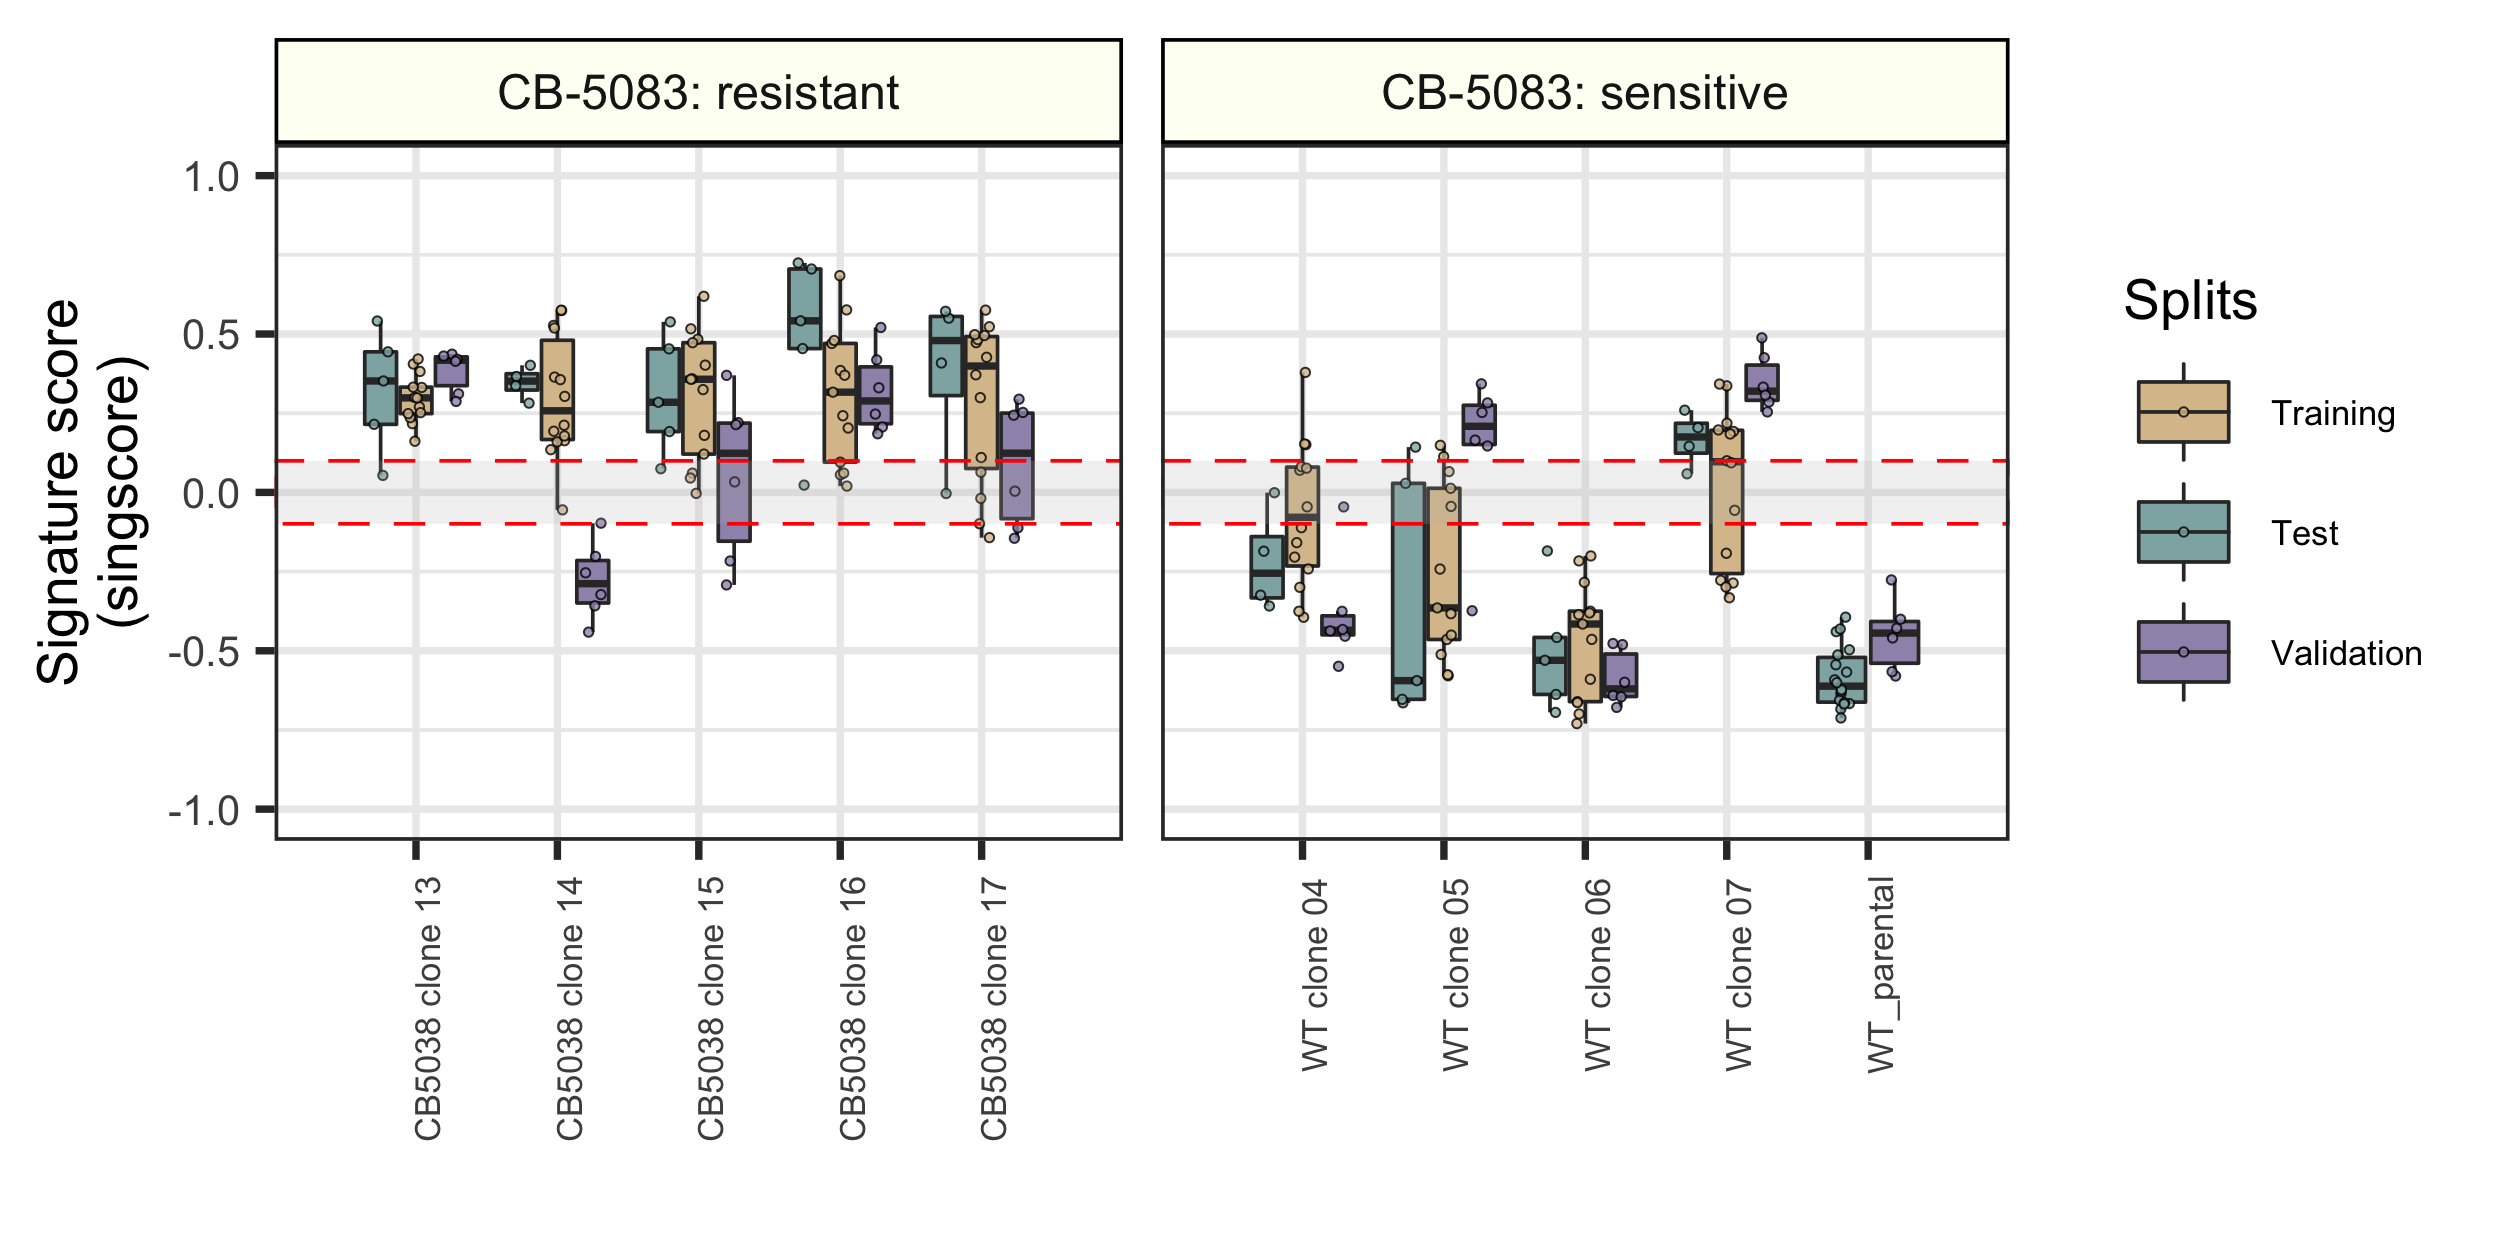 CB-5083: resistant
CB-5083: sensitive
Signature score
(singscore)
1.0
0.5
0.0
-0.5
-1.0
CB5038 clone 13
CB5038 clone 14
CB5038 clone 15
CB5038 clone 16
CB5038 clone 17
WT clone 04
WT clone 05
WT clone 06
WT clone 07
WT_parental
Splits
Training
Test
Validation